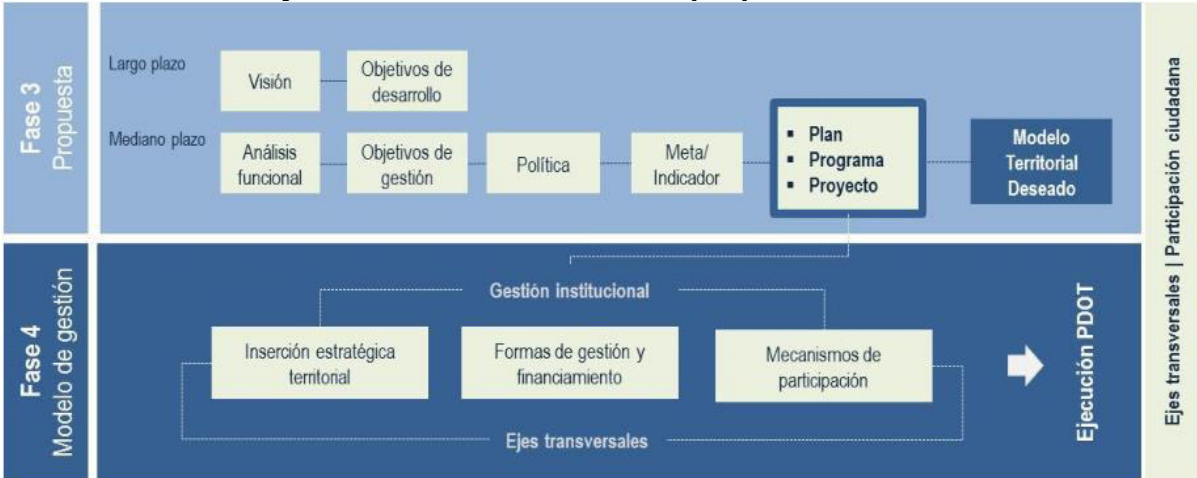 Fase 3
Propuesta
Largo plazo
Visión
Objetivos de
desarrollo
Mediano plazo
Análisis
funcional
Objetivos de
gestión
Política
Meta/
Indicador
▪ Plan
▪ Programa
▪ Proyecto
Modelo
Territorial
Deseado
Fase 4
Modelo de gestión
Gestión institucional
Inserción estratégica
territorial
Formas de gestión y
financiamiento
Mecanismos de
participación
Ejes transversales
Ejecución PDOT
Ejes transversales | Participación ciudadana